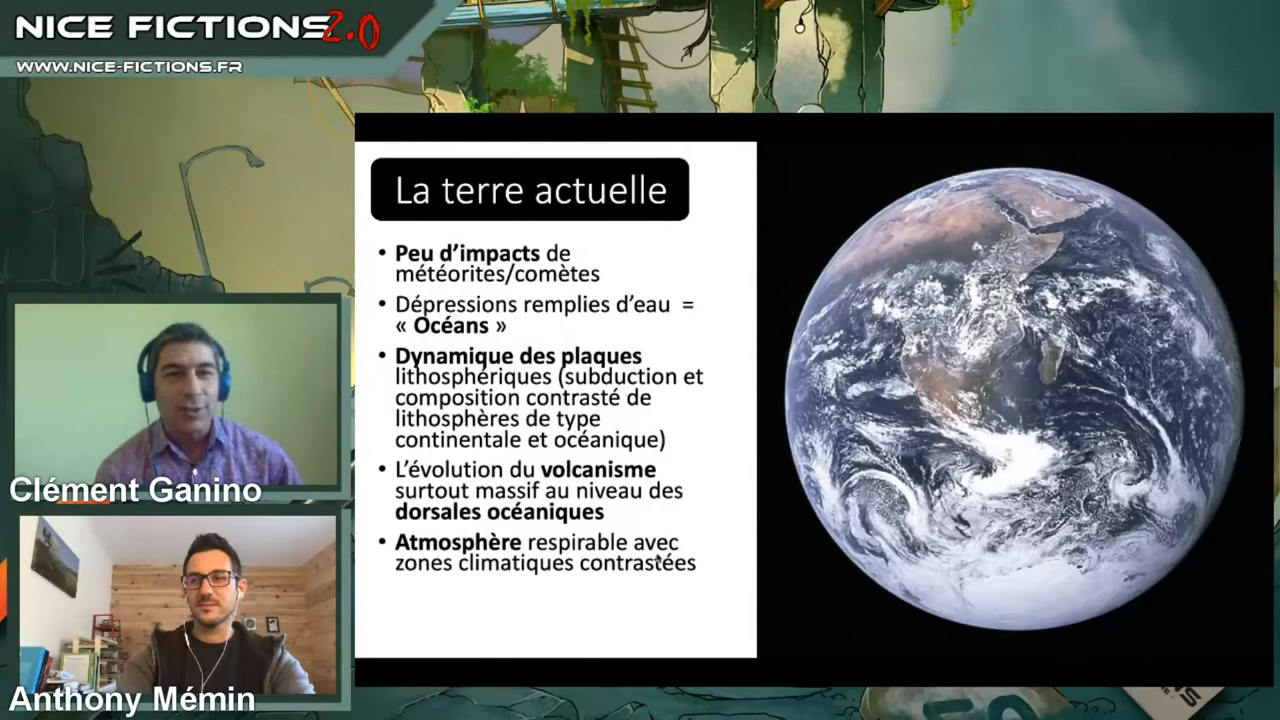 NICE FICTIONS 2.0
WWW.NICE-FICTIONS.FR
La terre actuelle
• Peu d’impacts de
météorites/comètes
• Dépressions remplies d’eau =
« Océans »
• Dynamique des plaques
lithosphériques (subduction et
composition contrasté de
lithosphères de type
continentale et océanique)
• L’évolution du volcanisme
surtout massif au niveau des
dorsales océaniques
• Atmosphère respirable avec
zones climatiques contrastées
Clément Ganino
Anthony Mémin